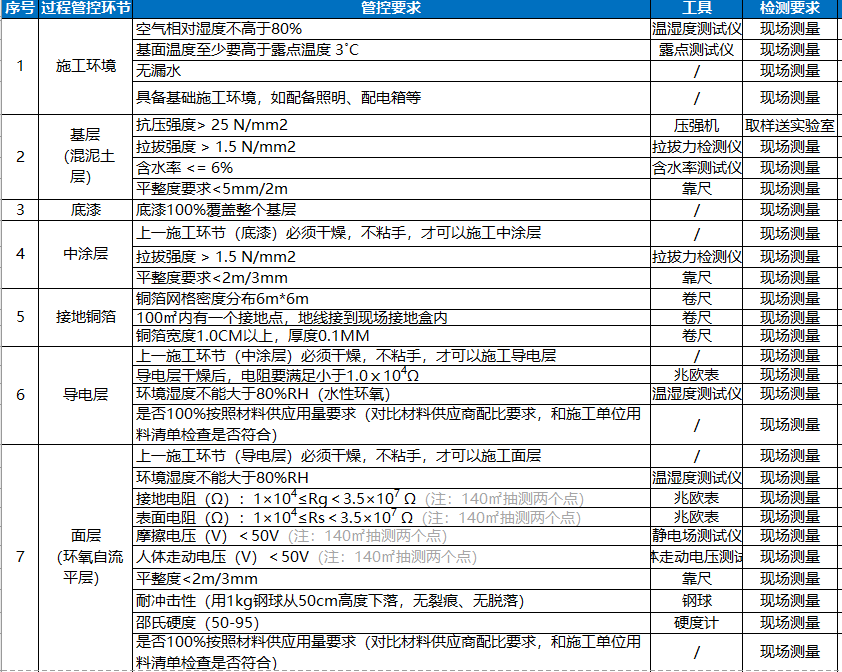 序号 过程管控环节 管控要求 工具 检测要求
1 施工环境 空气相对湿度不高于80% 温湿度测试仪 现场测量
基面温度至少要高于露点温度 3°C 露点测试仪 现场测量
无漏水 / 现场测量
具备基础施工环境，如配备照明、配电箱等 / 现场测量
2 基层
(混泥土
层) 抗压强度> 25 N/mm2 压强机 取样送实验室
拉拔强度 > 1.5 N/mm2 拉拔力检测仪 现场测量
含水率 <= 6% 含水率测试仪 现场测量
平整度要求<5mm/2m 靠尺 现场测量
3 底漆 底漆100%覆盖整个基层 / 现场测量
4 中涂层 上一施工环节（底漆）必须干燥，不粘手，才可以施工中涂层 / 现场测量
拉拔强度 > 1.5 N/mm2 拉拔力检测仪 现场测量
平整度要求<2m/3mm 靠尺 现场测量
5 接地铜箔 铜箔网格密度分布6m*6m 卷尺 现场测量
100㎡内有一个接地点，地线接到现场接地盒内 卷尺 现场测量
铜箔宽度1.0CM以上，厚度0.1MM 卷尺 现场测量
6 导电层 上一施工环节（中涂层）必须干燥，不粘手，才可以施工导电层 / 现场测量
导电层干燥后，电阻要满足小于1.0ｘ10⁴Ω 兆欧表 现场测量
环境湿度不能大于80%RH（水性环氧） 温湿度测试仪 现场测量
是否100%按照材料供应用量要求（对比材料供应商配比要求，和施工单位用
料清单检查是否符合） / 现场测量
7 面层
(环氧自流
平层) 上一施工环节（导电层）必须干燥，不粘手，才可以施工面层 / 现场测量
环境湿度不能大于80%RH 温湿度测试仪 现场测量
接地电阻（Ω）：1×10⁴≤Rg＜3.5×10⁷ Ω（注：140㎡抽测两个点） 兆欧表 现场测量
表面电阻（Ω）：1×10⁴≤Rs＜3.5×10⁷ Ω（注：140㎡抽测两个点） 兆欧表 现场测量
摩擦电压（V）＜50V（注：140㎡抽测两个点） 静电场测试仪 现场测量
人体走动电压（V）＜50V（注：140㎡抽测两个点） 体走动电压测试 现场测量
平整度<2m/3mm 靠尺 现场测量
耐冲击性（用1kg钢球从50cm高度下落，无裂痕、无脱落） 钢球 现场测量
邵氏硬度（50-95） 硬度计 现场测量
是否100%按照材料供应用量要求（对比材料供应商配比要求，和施工单位用
料清单检查是否符合） / 现场测量